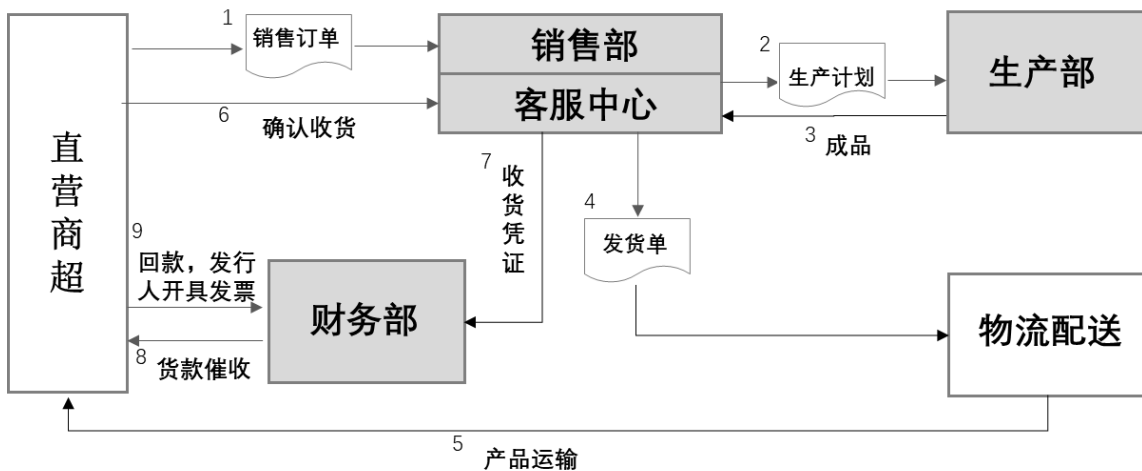 1
销售订单
销售部
客服中心
2
生产计划
生产部
6
确认收货
3
成品
直
营
商
超
7
收
货
凭
证
4
发货单
9
回款，发行
人开具发票
财务部
8
货款催收
物流配送
5
产品运输